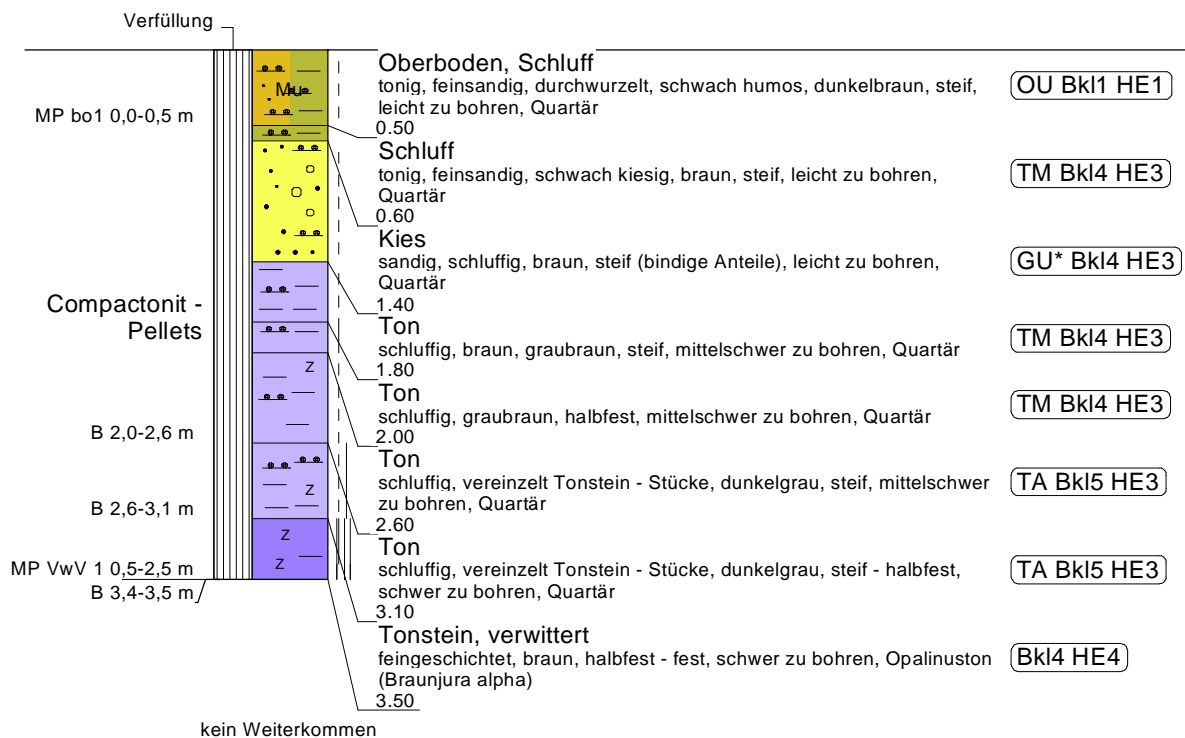 Verfüllung
Oberboden, Schluff
tonig, feinsandig, durchwurzelt, schwach humos, dunkelbraun, steif,
leicht zu bohren, Quartär
0.50
OU Bkl1 HE1
Mu
MP bo1 0,0-0,5 m
Schluff
tonig, feinsandig, schwach kiesig, braun, steif, leicht zu bohren,
Quartär
0.60
TM Bkl4 HE3
Kies
sandig, schluffig, braun, steif (bindige Anteile), leicht zu bohren,
Quartär
1.40
GU* Bkl4 HE3
Compactonit -
Pellets
Ton
schluffig, braun, graubraun, steif, mittelschwer zu bohren, Quartär
1.80
TM Bkl4 HE3
Z
Ton
schluffig, graubraun, halbfest, mittelschwer zu bohren, Quartär
2.00
TM Bkl4 HE3
B 2,0-2,6 m
Ton
schluffig, vereinzelt Tonstein - Stücke, dunkelgrau, steif, mittelschwer
zu bohren, Quartär
2.60
TA Bkl5 HE3
Z
B 2,6-3,1 m
Ton
schluffig, vereinzelt Tonstein - Stücke, dunkelgrau, steif - halbfest,
schwer zu bohren, Quartär
3.10
TA Bkl5 HE3
Z
Z
MP VwV 1 0,5-2,5 m
B 3,4-3,5 m
Tonstein, verwittert
feingeschichtet, braun, halbfest - fest, schwer zu bohren, Opalinuston
(Braunjura alpha)
3.50
Bkl4 HE4
kein Weiterkommen